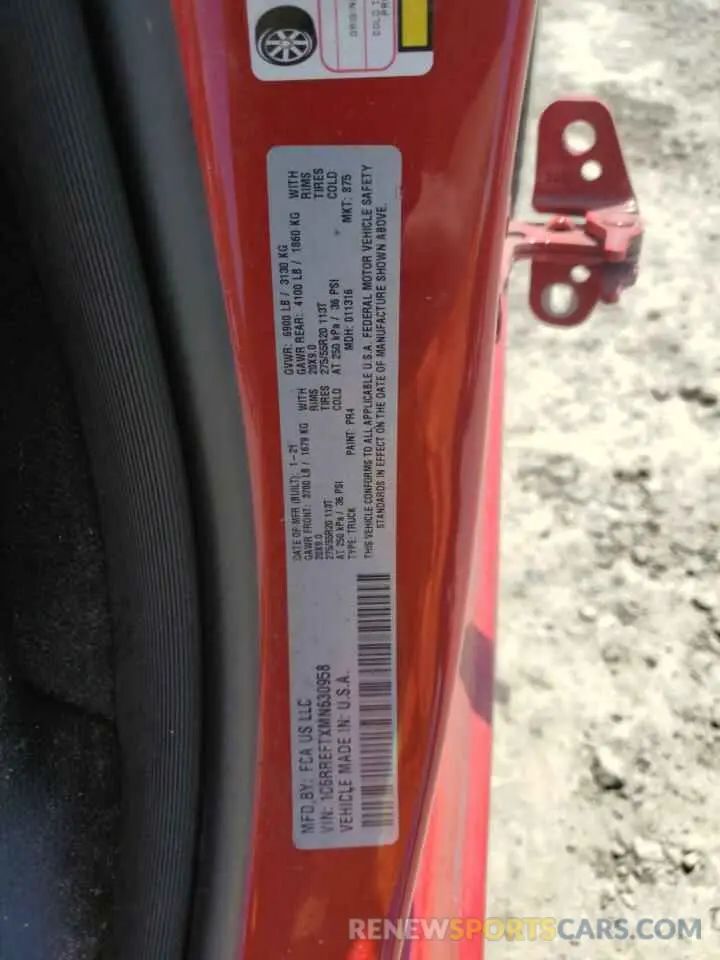 ORIGIN
COLD T
MFD.BY: FCA US LLC
VIN: 1C6RREFTXMN630958
VEHICLE MADE IN: U.S.A.
DATE OF MFR (BUILT): 1-21
GVWR: 6900 LB / 3130 KG
GAWR FRONT: 3700 LB / 1679 KG WITH
GAWR REAR: 4100 LB / 1860 KG WITH
20X9.0 RIMS
20X9.0 RIMS
275/55R20 113T TIRES
275/55R20 113T TIRES
AT 250 kPa / 36 PSI COLD
AT 250 kPa / 36 PSI COLD
TYPE: TRUCK PAINT: PR4 MDH: 011316 MKT: 875
THIS VEHICLE CONFORMS TO ALL APPLICABLE U.S.A. FEDERAL MOTOR VEHICLE SAFETY
STANDARDS IN EFFECT ON THE DATE OF MANUFACTURE SHOWN ABOVE.
RENEWSPORTSCARS.COM